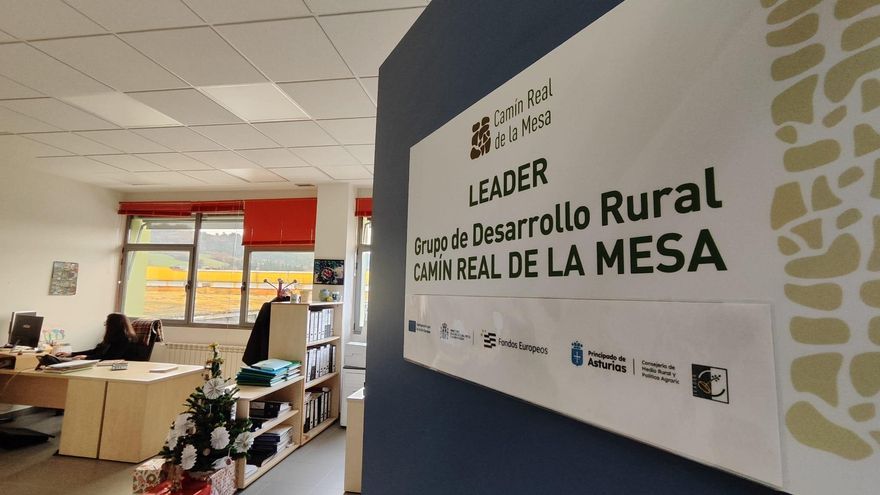 Camín Real
de la Mesa
LEADER
Grupo de Desarrollo Rural
CAMÍN REAL DE LA MESA
Fondos Europeos
Principado de
Asturias
Consejería de
Medio Rural y
Política Agraria